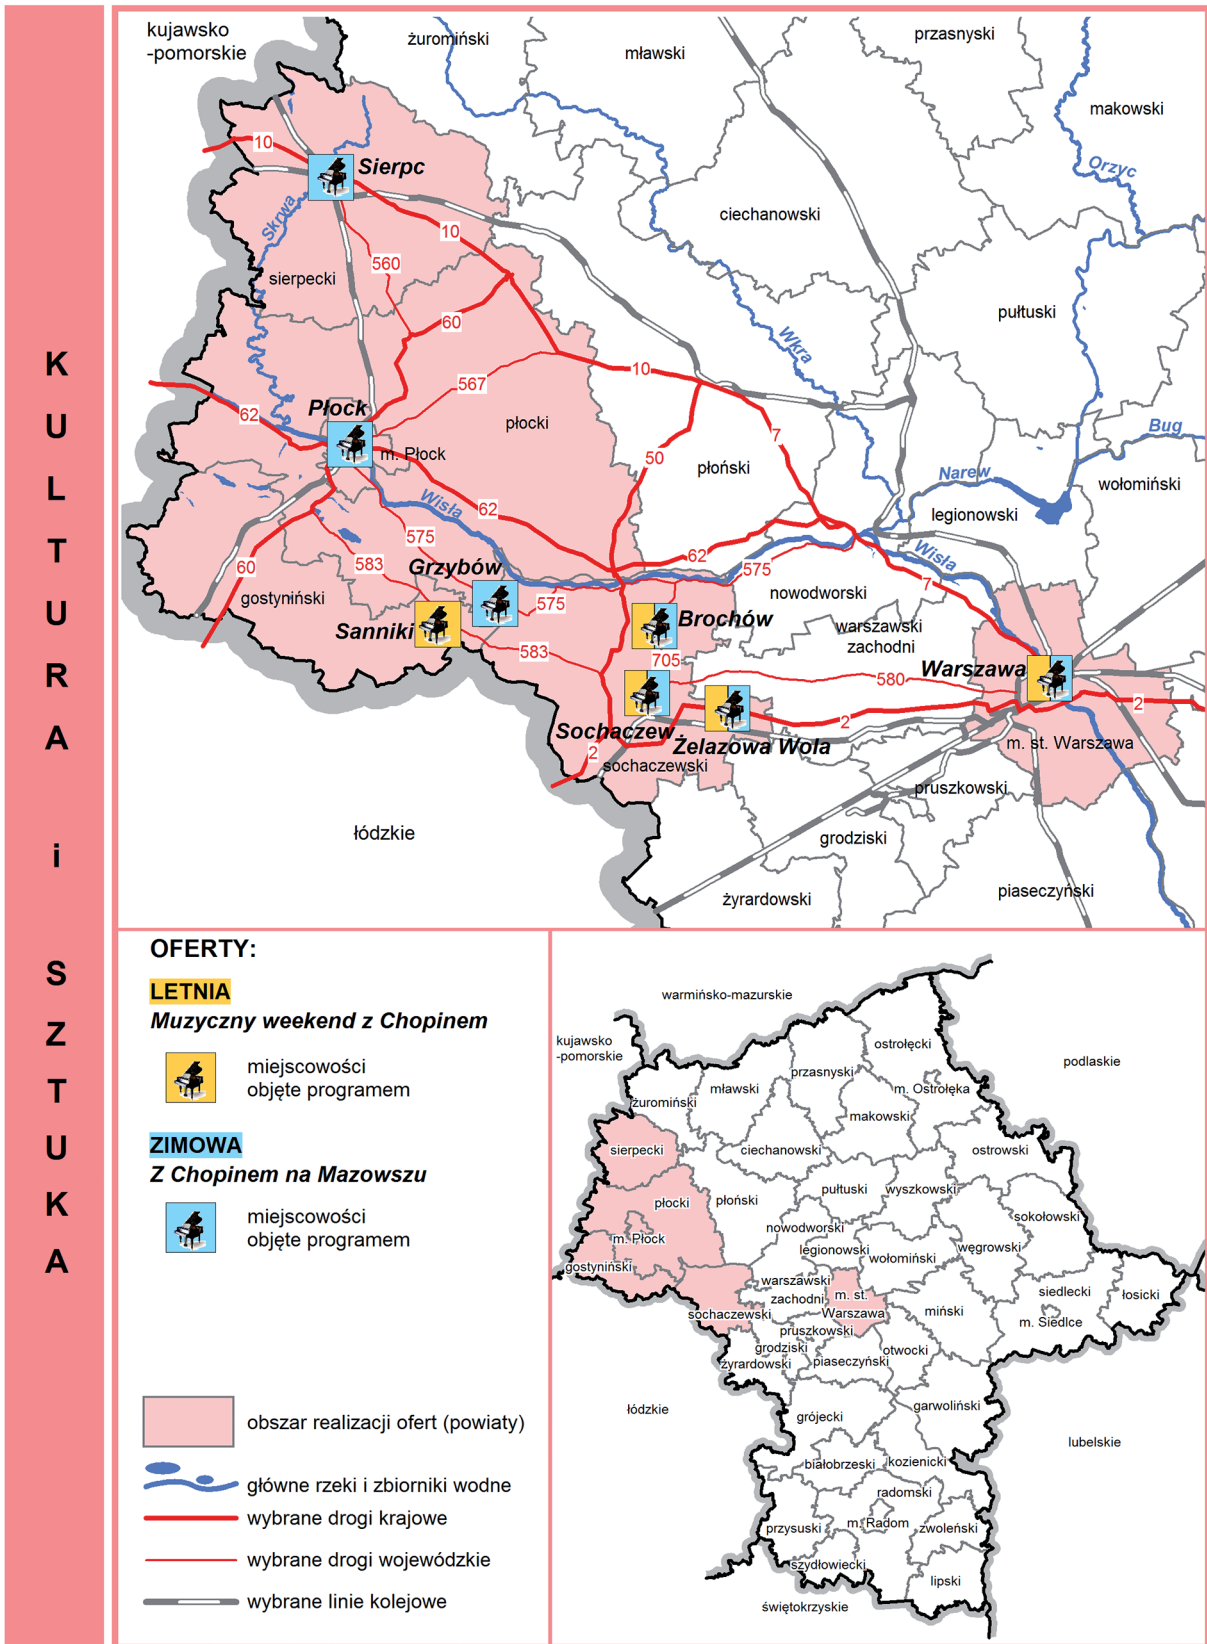 KULTURA i SZTUKA
kujawsko
-pomorskie
żuromiński
mławski
przasnyski
makowski
Orzyc
10
Sierpc
ciechanowski
Skrwa
10
560
sierpecki
60
pułtuski
Wkra
10
567
Płock
62
płocki
7
Bug
m. Płock
50
płoński
Narew
wołomiński
Wisła
62
legionowski
575
62
Wisła
583
Grzybów
575
60
7
gostyniński
575
nowodworski
Sanniki
Brochów
warszawski
zachodni
583
705
Warszawa
580
2
2
Sochaczew
Żelazowa Wola
m. st. Warszawa
2
sochaczewski
pruszkowski
łódzkie
grodziski
żyrardowski
piaseczyński
OFERTY:
LETNIA
Muzyczny weekend z Chopinem
miejscowości
objęte programem
ZIMOWA
Z Chopinem na Mazowszu
miejscowości
objęte programem
obszar realizacji ofert (powiaty)
główne rzeki i zbiorniki wodne
wybrane drogi krajowe
wybrane drogi wojewódzkie
wybrane linie kolejowe
warmińsko-mazurskie
kujawsko
-pomorskie
ostrołęcki
podlaskie
przasnyski
mławski
m. Ostrołęka
żuromiński
makowski
sierpecki
ciechanowski
ostrowski
płocki
płoński
pułtuski
wyszkowski
sokołowski
nowodworski
m. Płock
legionowski
węgrowski
wołomiński
gostyniński
warszawski
zachodni
m. st.
Warszawa
siedlecki
łosicki
sochaczewski
miński
m. Siedlce
pruszkowski
grodziski
otwocki
żyrardowski
piaseczyński
łódzkie
garwoliński
grójecki
lubelskie
białobrzeski
kozienicki
radomski
m. Radom
przysuski
zwoleński
szydłowiecki
lipski
świętokrzyskie